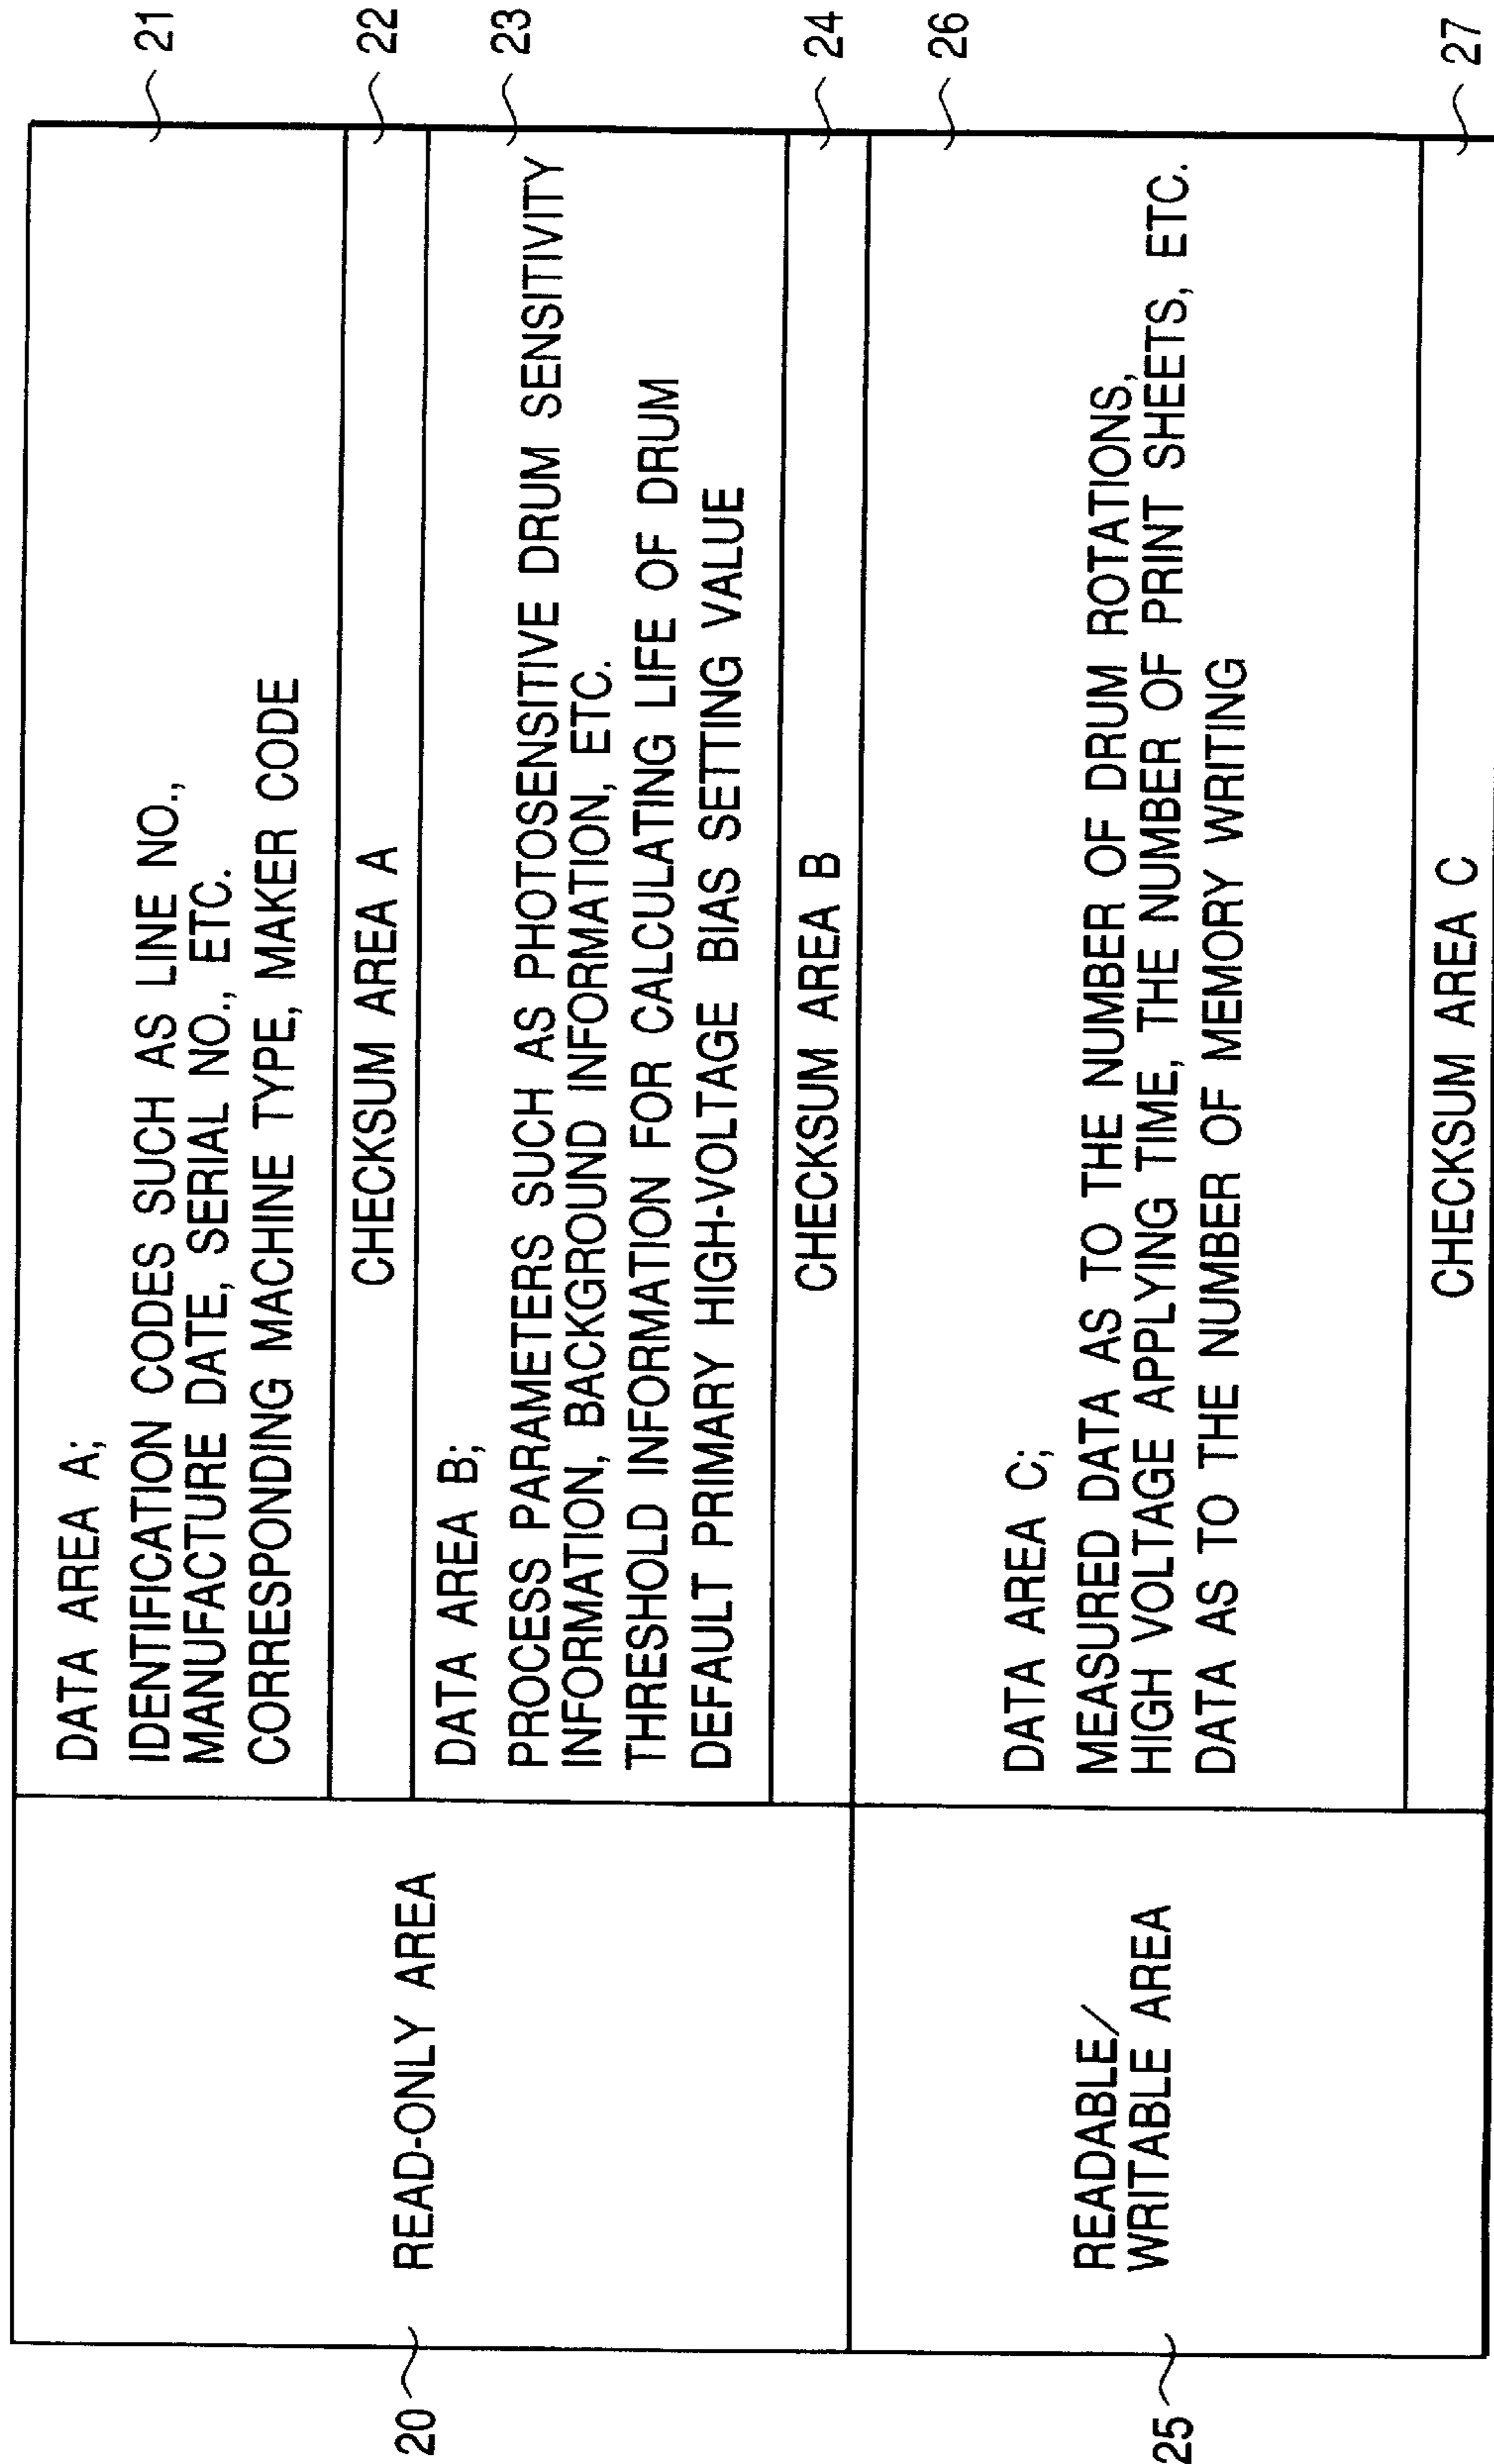 20
READ-ONLY AREA
DATA AREA A;
IDENTIFICATION CODES SUCH AS LINE NO.,
MANUFACTURE DATE, SERIAL NO., ETC.
CORRESPONDING MACHINE TYPE, MAKER CODE
21
CHECKSUM AREA A
22
DATA AREA B;
PROCESS PARAMETERS SUCH AS PHOTOSENSITIVE DRUM SENSITIVITY
INFORMATION, BACKGROUND INFORMATION, ETC.
THRESHOLD INFORMATION FOR CALCULATING LIFE OF DRUM
DEFAULT PRIMARY HIGH-VOLTAGE BIAS SETTING VALUE
23
CHECKSUM AREA B
24
25
READABLE/
WRITABLE AREA
DATA AREA C;
MEASURED DATA AS TO THE NUMBER OF DRUM ROTATIONS,
HIGH VOLTAGE APPLYING TIME, THE NUMBER OF PRINT SHEETS, ETC.
DATA AS TO THE NUMBER OF MEMORY WRITING
26
CHECKSUM AREA C
27